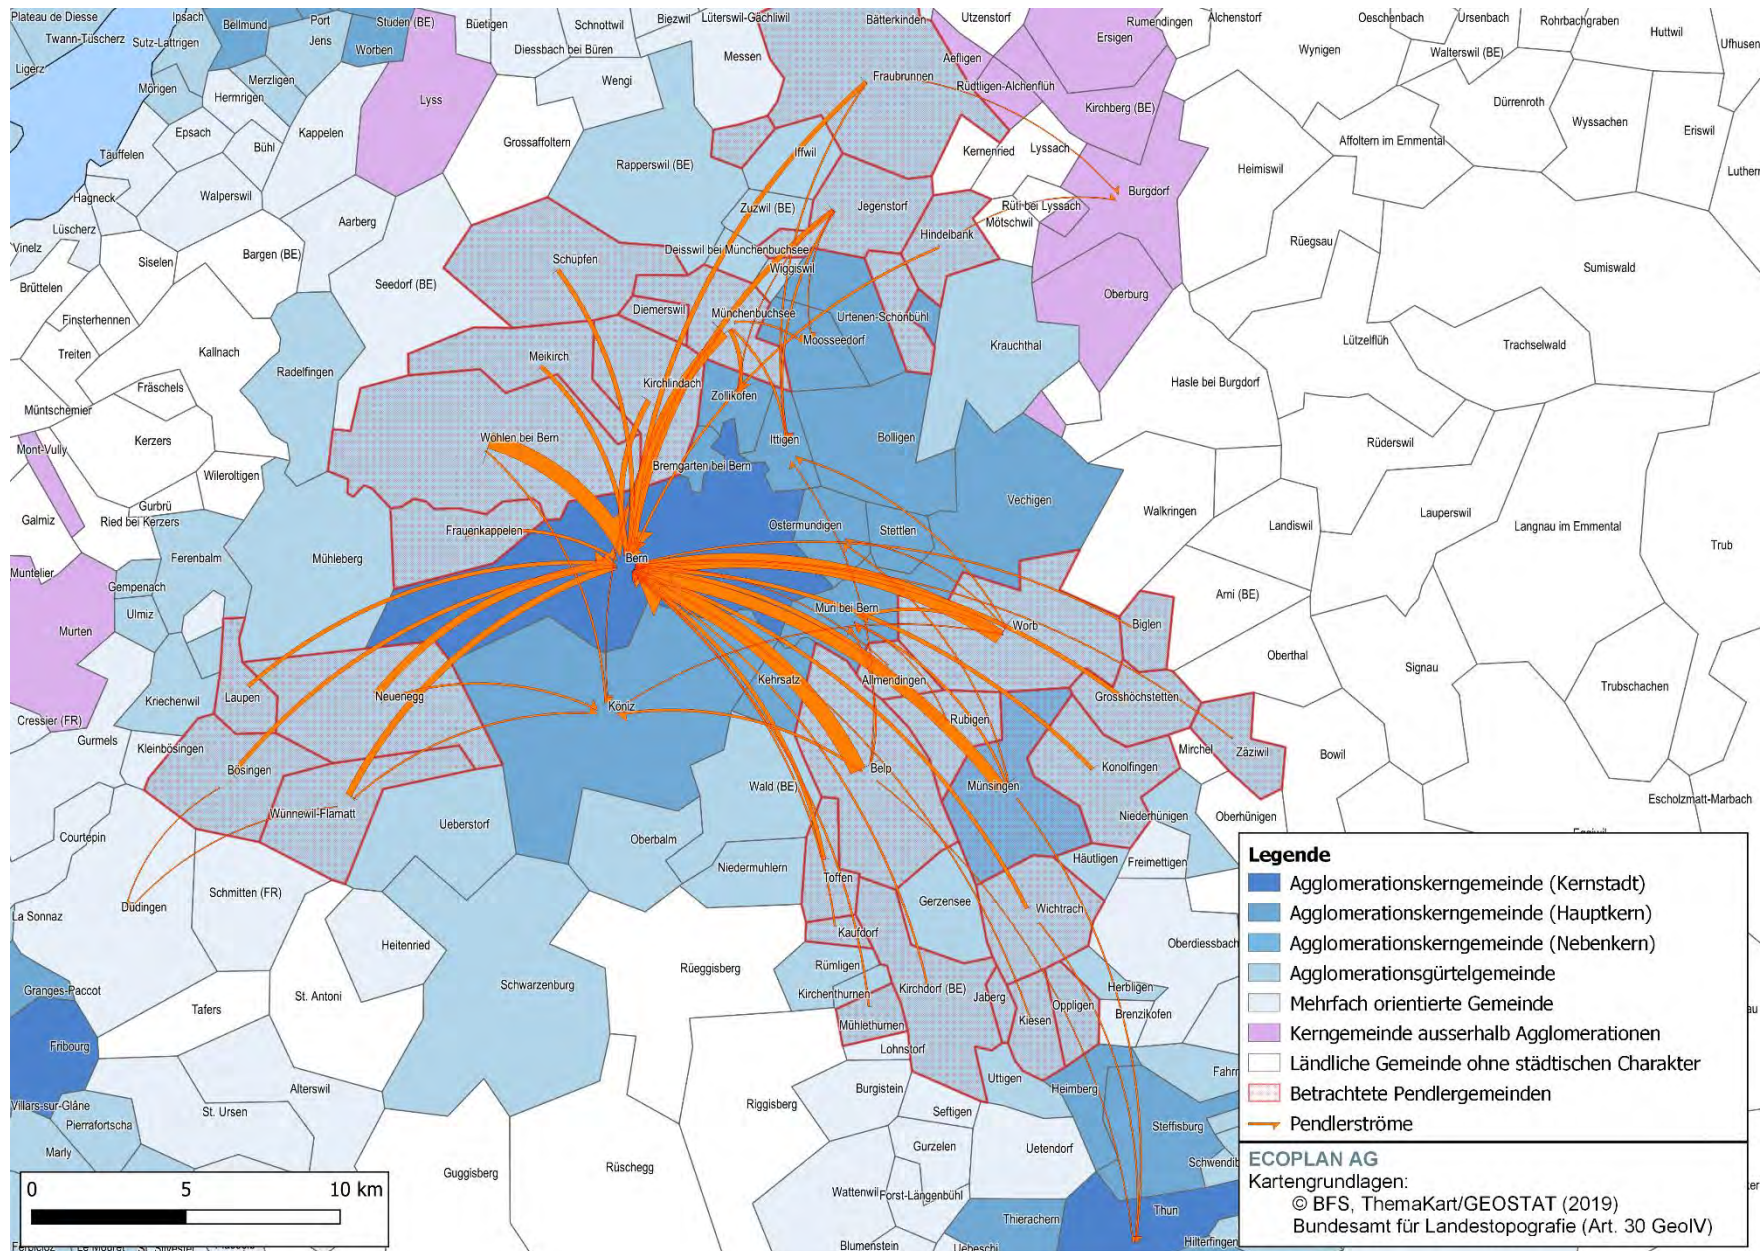 Plateau de Diesse
Ipsach
Bellmund
Port
Studen (BE)
Büetigen
Schnottwil
Biezwil
Lüterswil-Gächliwil
Bätterkinden
Utzenstorf
Rumendingen
Alchenstorf
Oeschenbach
Ursenbach
Rohrbachgraben
Huttwil
Ufhusen
Twann-Tüscherz
Sutz-Lattrigen
Jens
Worben
Diessbach bei Büren
Messen
Aefligen
Ersigen
Wynigen
Walterswil (BE)
Ligerz
Mörigen
Merzligen
Hermrigen
Lyss
Wengi
Fraubrunnen
Rüdtligen-Alchenflüh
Kirchberg (BE)
Dürrenroth
Wyssachen
Eriswil
Epsach
Bühl
Kappelen
Grossaffoltern
Rapperswil (BE)
Iffwil
Kernenried
Lyssach
Affoltern im Emmental
Täuffelen
Heimiswil
Luthern
Hagneck
Walperswil
Aarberg
Zuzwil (BE)
Jegenstorf
Rüti bei Lyssach
Burgdorf
Lüscherz
Mötschwil
Hindelbank
Vinelz
Siselen
Bargen (BE)
Schüpfen
Deisswil bei Münchenbuchsee
Wiggiswil
Rüegsau
Sumiswald
Brüttelen
Seedorf (BE)
Oberburg
Finsterhennen
Diemerswil
Münchenbuchsee
Urtenen-Schönbühl
Moosseedorf
Krauchthal
Lützelflüh
Trachselwald
Treiten
Kallnach
Meikirch
Radelfingen
Fräschels
Kirchlindach
Zollikofen
Hasle bei Burgdorf
Müntschemier
Kerzers
Mont-Vully
Wohlen bei Bern
Ittigen
Bolligen
Rüderswil
Wileroltigen
Bremgarten bei Bern
Gurbrü
Galmiz
Ried bei Kerzers
Vechigen
Walkringen
Landiswil
Lauperswil
Langnau im Emmental
Trub
Frauenkappelen
Ostermundigen
Stettlen
Ferenbalm
Mühleberg
Bern
Muntelier
Gempenach
Ulmiz
Arni (BE)
Murten
Muri bei Bern
Worb
Biglen
Oberthal
Signau
Trubschachen
Kriechenwil
Laupen
Neuenegg
Kehrsatz
Allmendingen
Grosshöchstetten
Köniz
Rubigen
Cressier (FR)
Gurmels
Kleinbösingen
Bösingen
Mirchel
Zäziwil
Bowil
Belp
Konolfingen
Wald (BE)
Münsingen
Wünnewil-Flamatt
Ueberstorf
Niederhünigen
Oberhünigen
Escholzmatt-Marbach
Courtepin
Oberbalm
Niedermuhlern
Häutligen
Freimettigen
Schmitten (FR)
Toffen
Gerzensee
Wichtrach
La Sonnaz
Düdingen
Heitenried
Kaufdorf
Oberdiessbach
Rüeggisberg
Rümligen
Granges-Paccot
Tafers
St. Antoni
Schwarzenburg
Kirchenthurnen
Kirchdorf (BE)
Jaberg
Oppligen
Herbligen
Kiesen
Brenzikofen
Mühlethurnen
Fribourg
Lohnstorf
Uttigen
Heimberg
Fahrn
Villars-sur-Glâne
Alterswil
St. Ursen
Burgistein
Riggisberg
Seftigen
Pierrafortscha
Steffisburg
Marly
Gurzelen
Uetendorf
Guggisberg
Rüschegg
Schwendib
Wattenwil
Forst-Längenbühl
Thun
Thierachern
Blumenstein
Uebeschi
Hilterfingen
Legende
Agglomerationskerngemeinde (Kernstadt)
Agglomerationskerngemeinde (Hauptkern)
Agglomerationskerngemeinde (Nebenkern)
Agglomerationsgürtelgemeinde
Mehrfach orientierte Gemeinde
Kerngemeinde ausserhalb Agglomerationen
Ländliche Gemeinde ohne städtischen Charakter
Betrachtete Pendlergemeinden
Pendlerströme
ECOPLAN AG
Kartengrundlagen:
© BFS, ThemaKart/GEOSTAT (2019)
Bundesamt für Landestopografie (Art. 30 GeoIV)
0 5 10 km